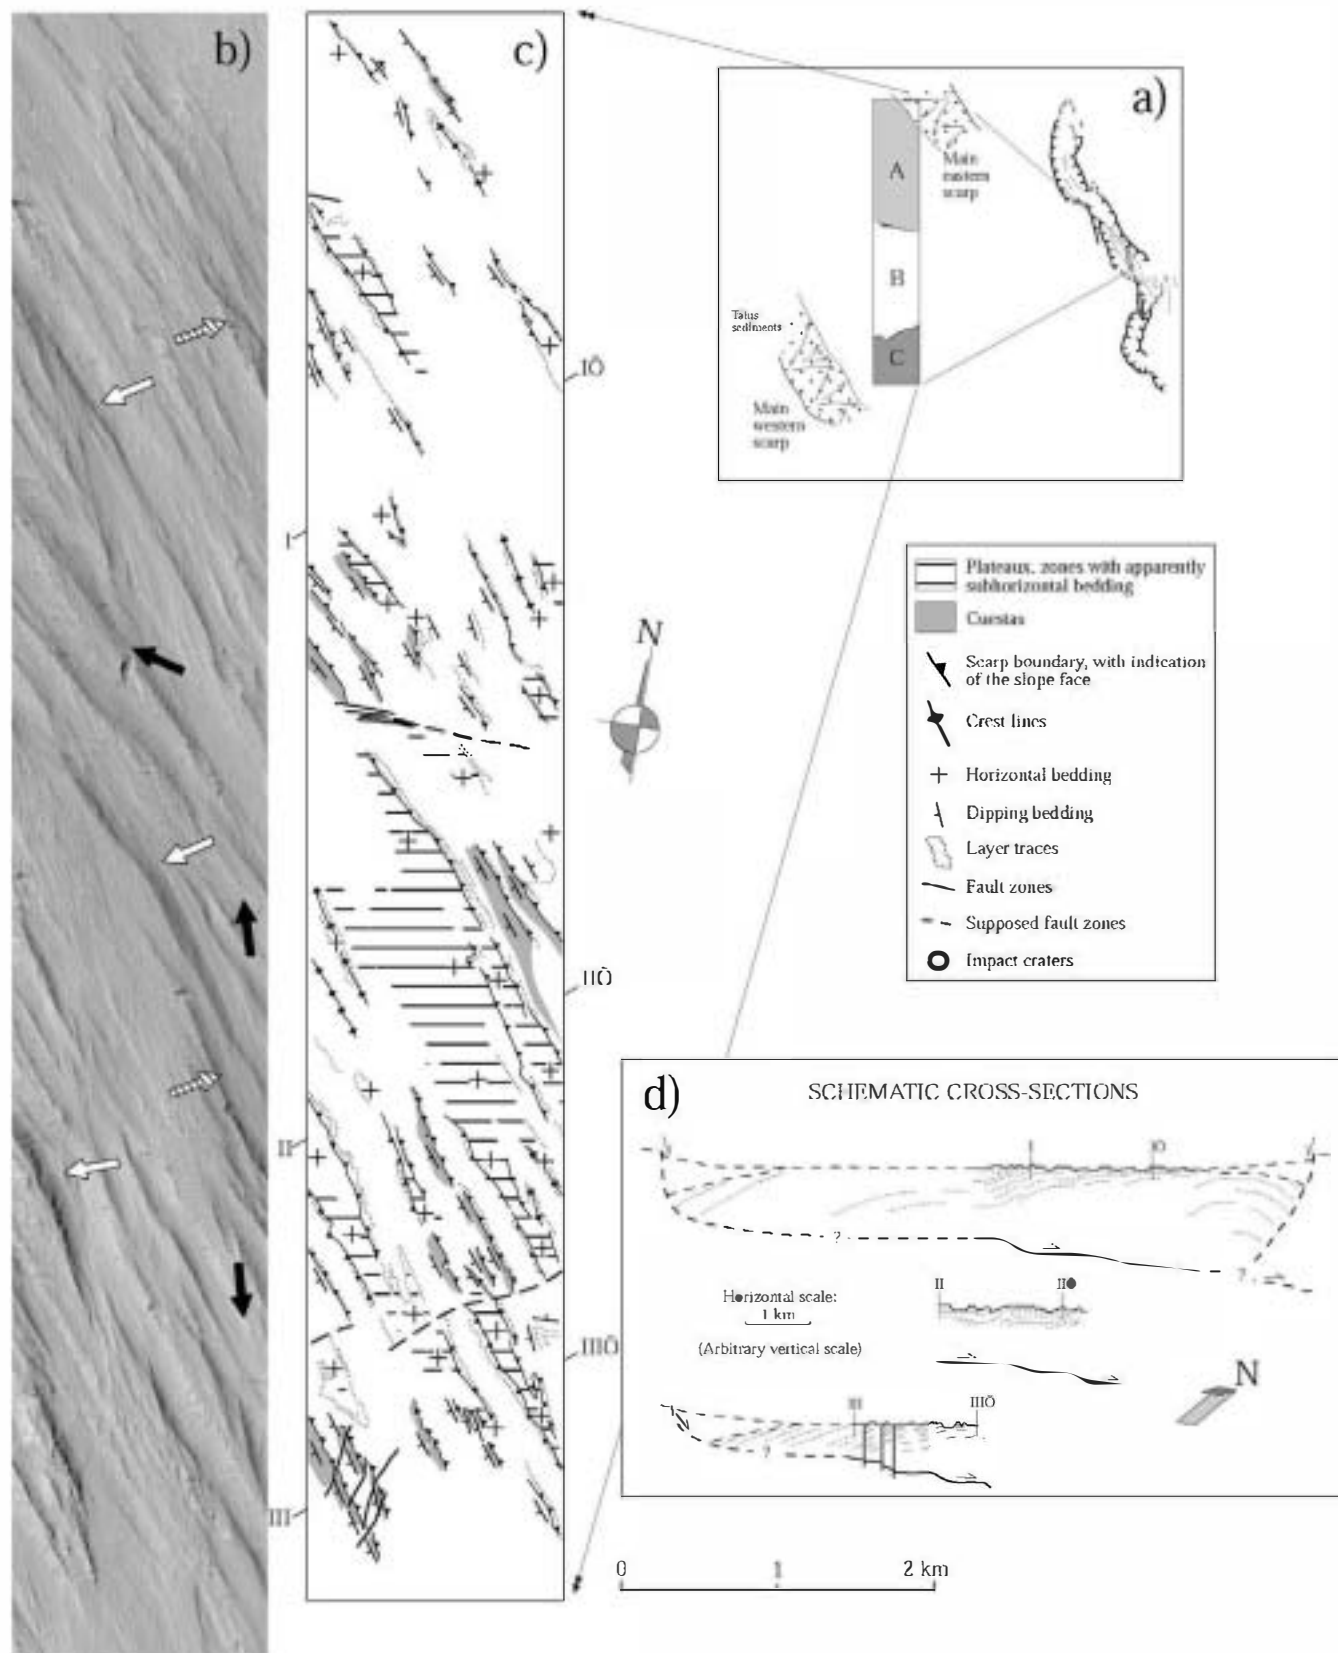 b)
c)
a)
A
Main
eastern
scarp
B
Talus
sediments
C
Main
western
scarp
IÕ
I
N
Plateaux, zones with apparently
subhorizontal bedding
Cuestas
Scarp boundary, with indication
of the slope face
Crest lines
Horizontal bedding
Dipping bedding
Layer traces
Fault zones
Supposed fault zones
Impact craters
IIÕ
II
IIIÕ
III
d)
SCHEMATIC CROSS-SECTIONS
I
IO
?
?
Horizontal scale:
1 km
(Arbitrary vertical scale)
II
II
N
III
IIIÕ
?
0 1 2 km